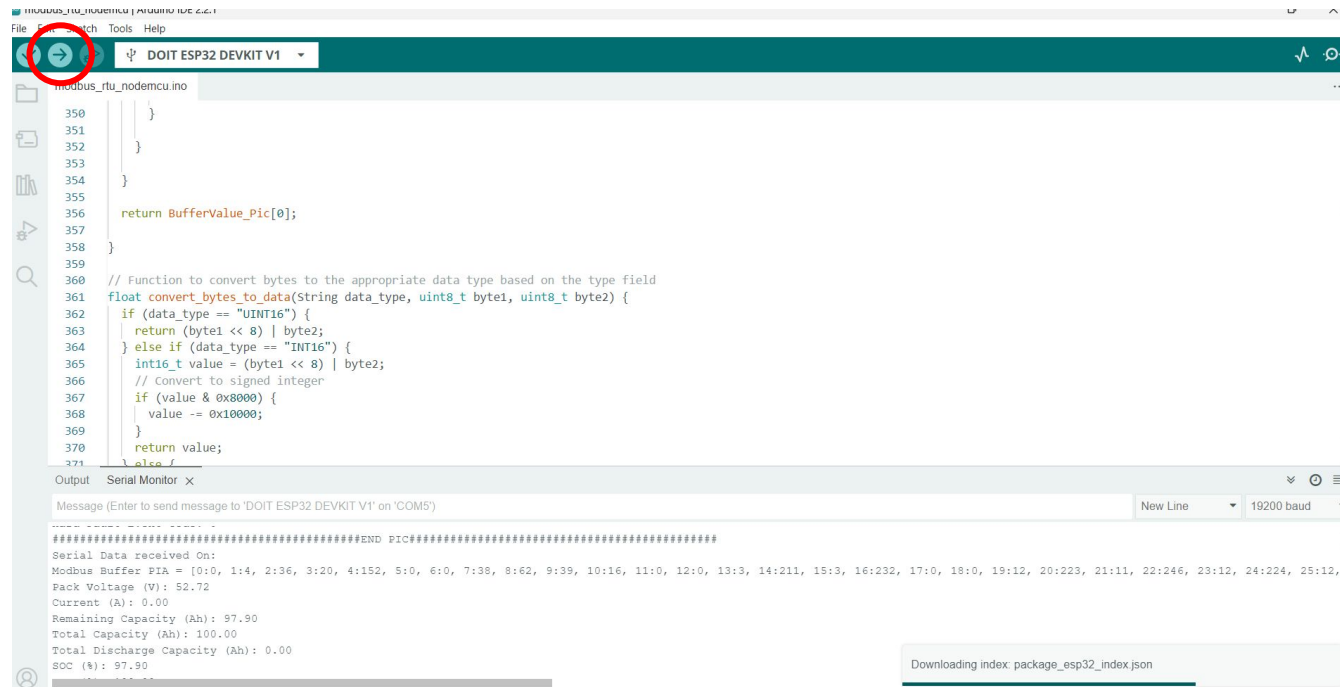 modbus_rtu_nodemcu | Arduino IDE 2.2.1
File Edit Sketch Tools Help
DOIT ESP32 DEVKIT V1
modbus_rtu_nodemcu.ino
350 }
351
352 }
353
354 }
355
356 return BufferValue_Pic[0];
357
358 }
359
360 // Function to convert bytes to the appropriate data type based on the type field
361 float convert_bytes_to_data(String data_type, uint8_t byte1, uint8_t byte2) {
362 if (data_type == "UINT16") {
363 return (byte1 << 8) | byte2;
364 } else if (data_type == "INT16") {
365 int16_t value = (byte1 << 8) | byte2;
366 // Convert to signed integer
367 if (value & 0x8000) {
368 value -= 0x10000;
369 }
370 return value;
371 } else {
Output Serial Monitor
Message (Enter to send message to 'DOIT ESP32 DEVKIT V1' on 'COM5') New Line 19200 baud
#############################################END PIC#############################################
Serial Data received On:
Modbus Buffer PIA = [0:0, 1:4, 2:36, 3:20, 4:152, 5:0, 6:0, 7:38, 8:62, 9:39, 10:16, 11:0, 12:0, 13:3, 14:211, 15:3, 16:232, 17:0, 18:0, 19:12, 20:223, 21:11, 22:246, 23:12, 24:224, 25:12,
Pack Voltage (V): 52.72
Current (A): 0.00
Remaining Capacity (Ah): 97.90
Total Capacity (Ah): 100.00
Total Discharge Capacity (Ah): 0.00
SOC (%): 97.90
Downloading index: package_esp32_index.json